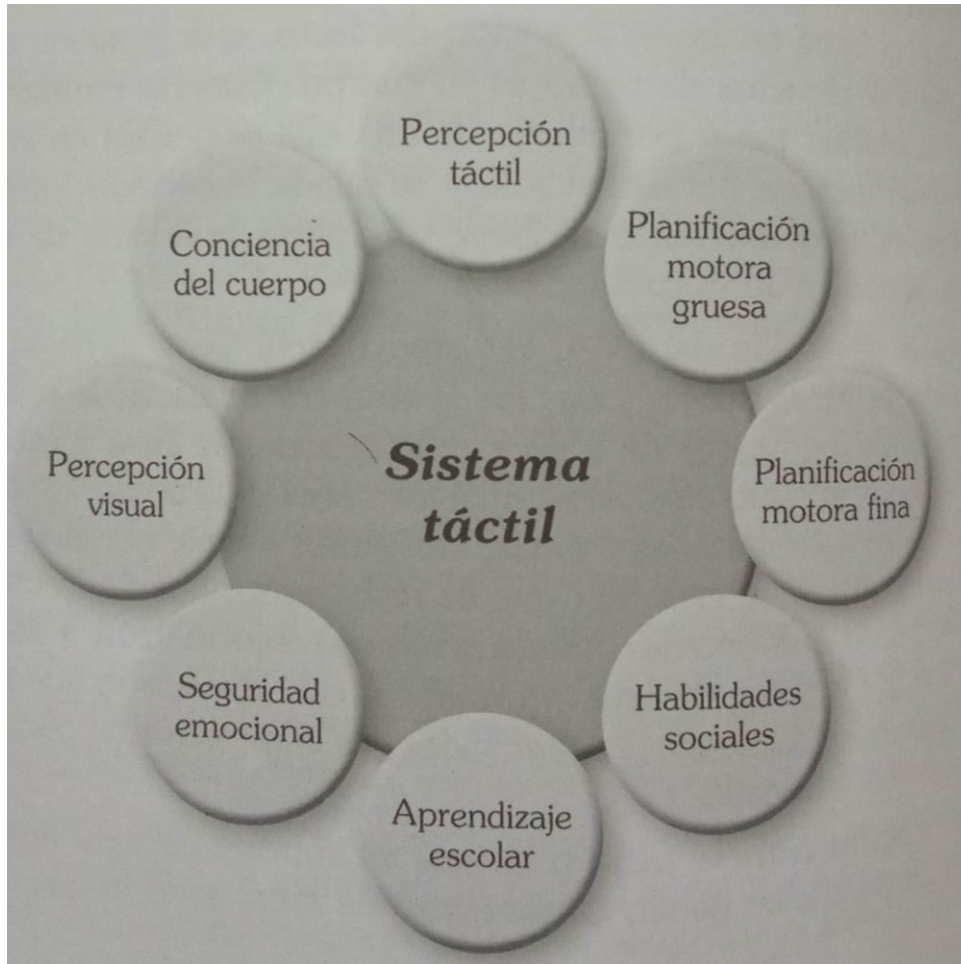 Percepción
táctil
Planificación
motora
gruesa
Planificación
motora fina
Habilidades
sociales
Aprendizaje
escolar
Seguridad
emocional
Percepción
visual
Conciencia
del cuerpo
Sistema
táctil